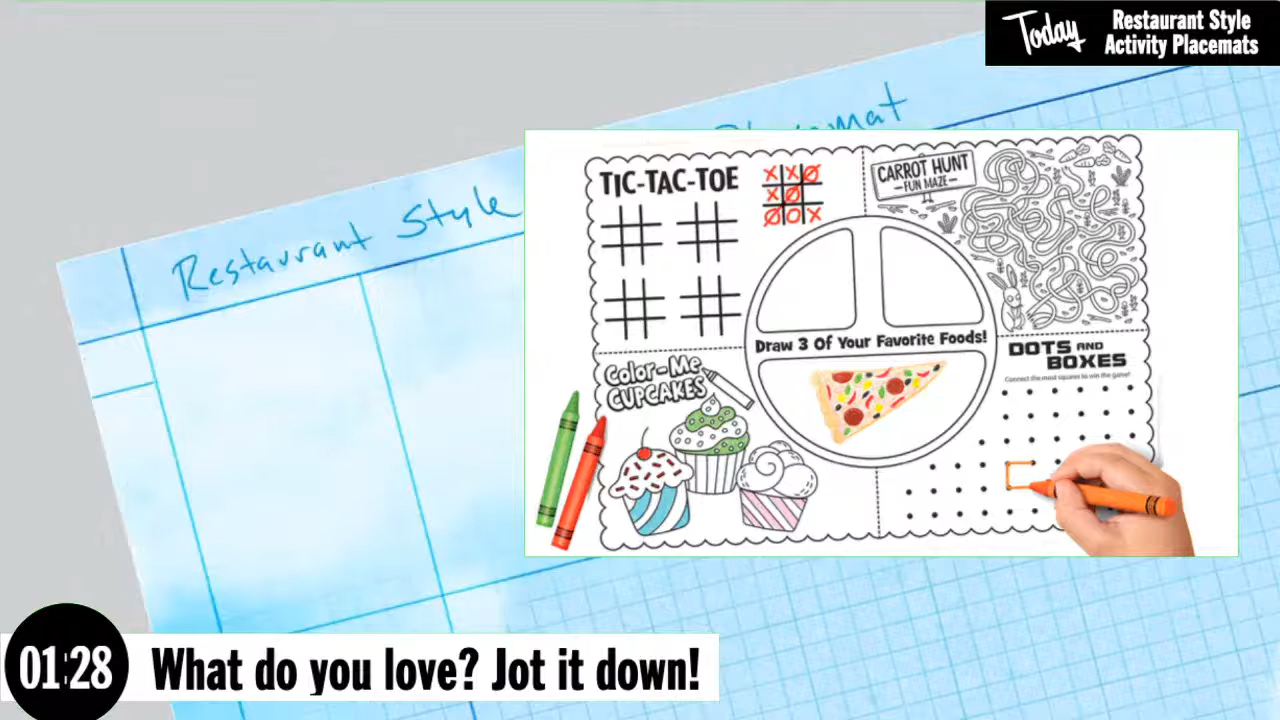 Today
Restaurant Style
Activity Placemats
Restaurant Style
TIC-TAC-TOE
X X O
X O
O O X
CARROT HUNT
-FUN MAZE-
Draw 3 Of Your Favorite Foods!
DOTS AND
BOXES
Connect the most squares to win the game!
Color-Me
CUPCAKES
01:28
What do you love? Jot it down!